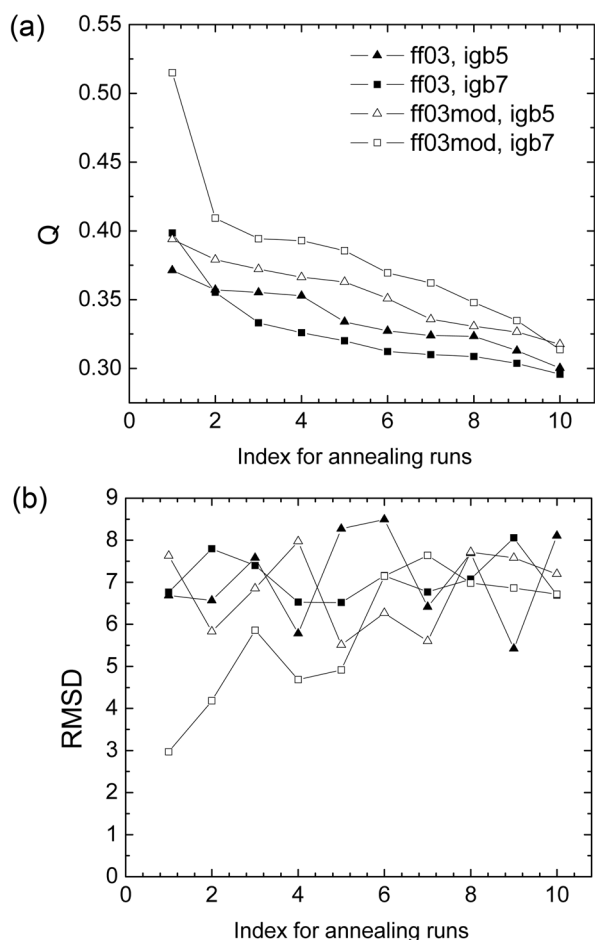 (a)
0.55
0.50
0.45
0.40
0.35
0.30
Q
ff03, igb5
ff03, igb7
ff03mod, igb5
ff03mod, igb7
0 2 4 6 8 10
Index for annealing runs
(b)
9
8
7
6
5
4
3
2
1
0
RMSD
0 2 4 6 8 10
Index for annealing runs